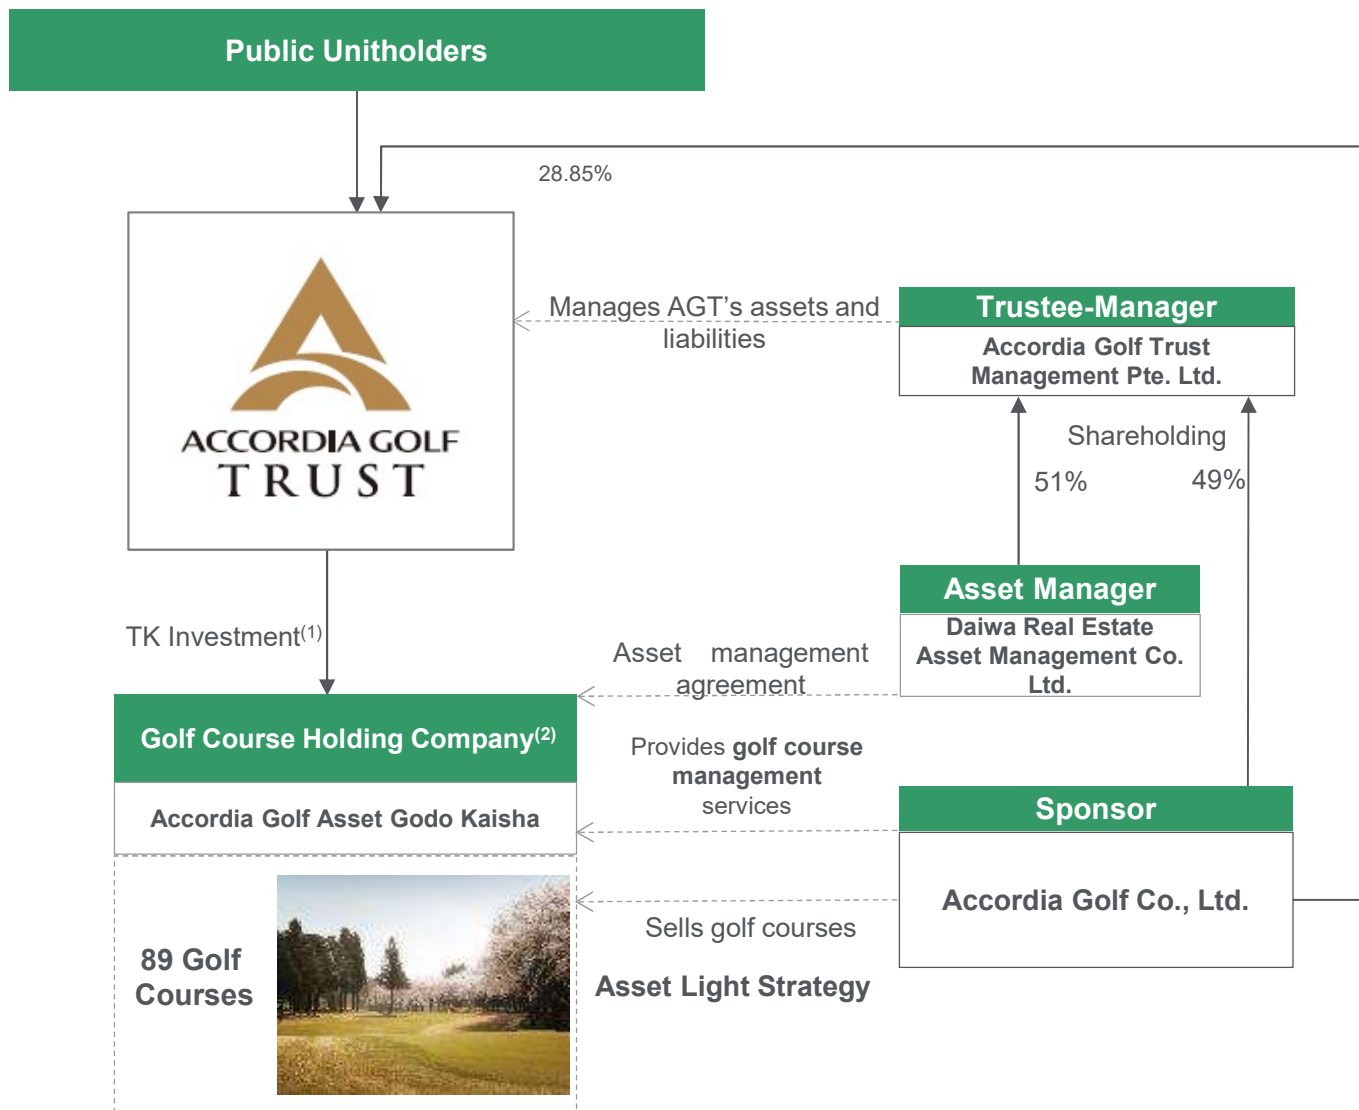 Public Unitholders
28.85%
ACCORDIA GOLF
TRUST
Manages AGT’s assets and
liabilities
Trustee-Manager
Accordia Golf Trust
Management Pte. Ltd.
Shareholding
51%
49%
Asset Manager
Daiwa Real Estate
Asset Management Co.
Ltd.
TK Investment(1)
Asset management
agreement
Golf Course Holding Company(2)
Accordia Golf Asset Godo Kaisha
Provides golf course
management
services
Sponsor
Accordia Golf Co., Ltd.
Sells golf courses
89 Golf
Courses
Asset Light Strategy